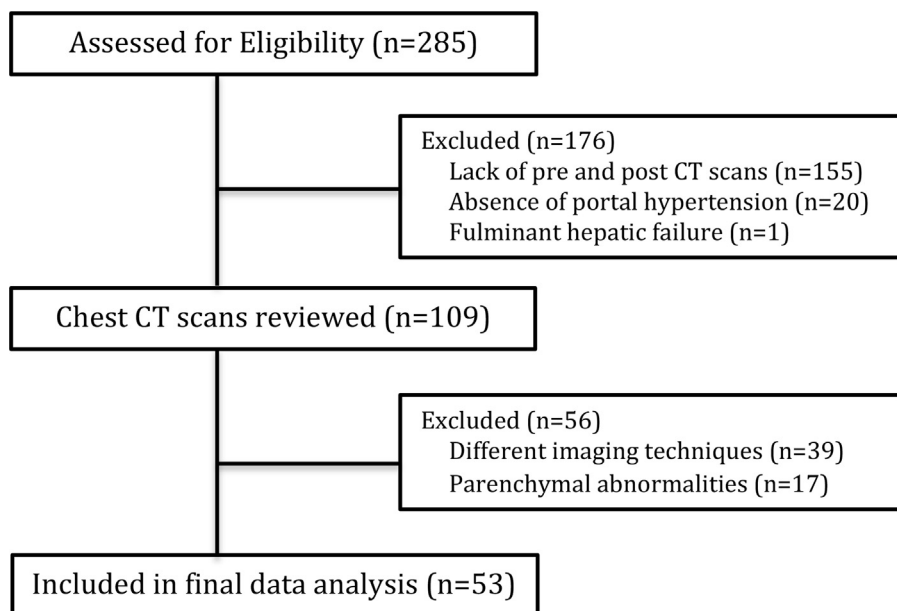 Assessed for Eligibility (n=285)
Excluded (n=176)
Lack of pre and post CT scans (n=155)
Absence of portal hypertension (n=20)
Fulminant hepatic failure (n=1)
Chest CT scans reviewed (n=109)
Excluded (n=56)
Different imaging techniques (n=39)
Parenchymal abnormalities (n=17)
Included in final data analysis (n=53)